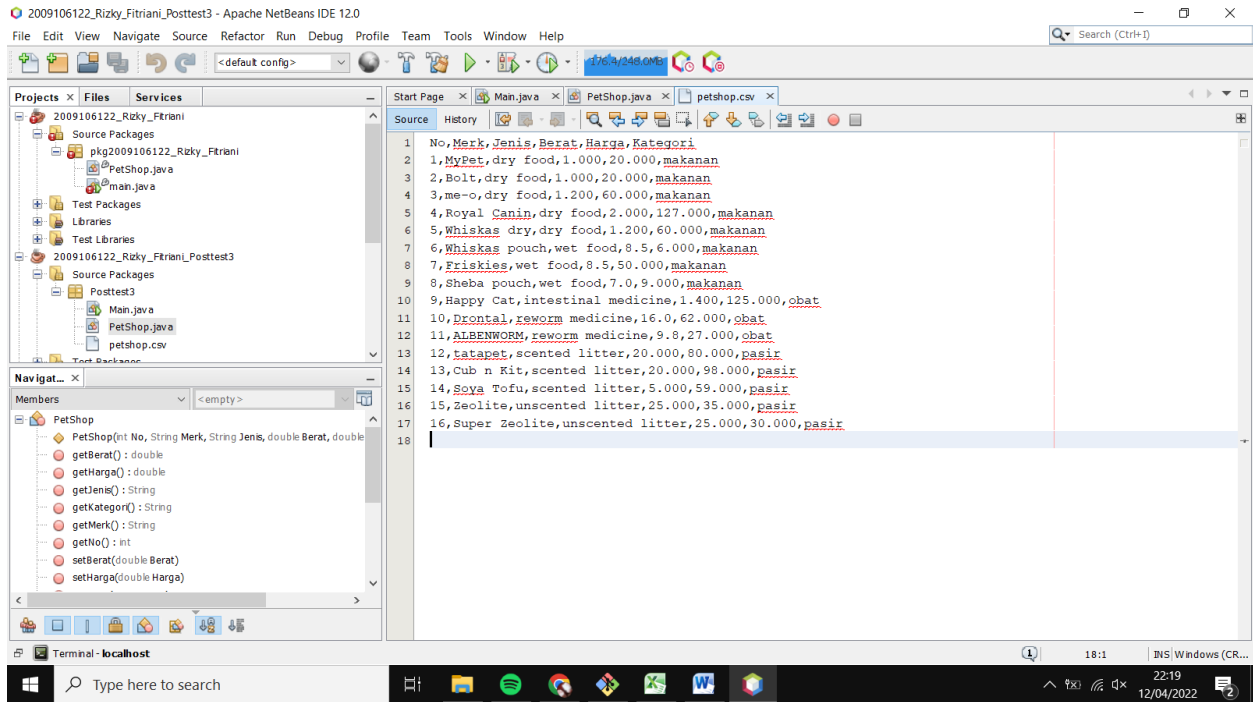 2009106122_Rizky_Fitriani_Posttest3 - Apache NetBeans IDE 12.0
File Edit View Navigate Source Refactor Run Debug Profile Team Tools Window Help
Search (Ctrl+I)
<default config>
176.4/248.0MB
Projects Files Services
2009106122_Rizky_Fitriani
Source Packages
pkg2009106122_Rizky_Fitriani
PetShop.java
main.java
Test Packages
Libraries
Test Libraries
2009106122_Rizky_Fitriani_Posttest3
Source Packages
Posttest3
Main.java
PetShop.java
petshop.csv
Test Packages
Navigat...
Members <empty>
PetShop
PetShop(int No, String Merk, String Jenis, double Berat, double
getBerat() : double
getHarga() : double
getJenis() : String
getKategori() : String
getMerk() : String
getNo() : int
setBerat(double Berat)
setHarga(double Harga)
Start Page Main.java PetShop.java petshop.csv
Source History
1 No,Merk,Jenis,Berat,Harga,Kategori
2 1,MyPet,dry food,1.000,20.000,makanan
3 2,Bolt,dry food,1.000,20.000,makanan
4 3,me-o,dry food,1.200,60.000,makanan
5 4,Royal Canin,dry food,2.000,127.000,makanan
6 5,Whiskas dry,dry food,1.200,60.000,makanan
7 6,Whiskas pouch,wet food,8.5,6.000,makanan
8 7,Friskies,wet food,8.5,50.000,makanan
9 8,Sheba pouch,wet food,7.0,9.000,makanan
10 9,Happy Cat,intestinal medicine,1.400,125.000,obat
11 10,Drontal,reworm medicine,16.0,62.000,obat
12 11,ALBENWORM,reworm medicine,9.8,27.000,obat
13 12,tatapet,scented litter,20.000,80.000,pasir
14 13,Cub n Kit,scented litter,20.000,98.000,pasir
15 14,Soya Tofu,scented litter,5.000,59.000,pasir
16 15,Zeolite,unscented litter,25.000,35.000,pasir
17 16,Super Zeolite,unscented litter,25.000,30.000,pasir
18
Terminal - localhost
1 18:1 INS Windows (CR...
Type here to search
22:19
12/04/2022
2